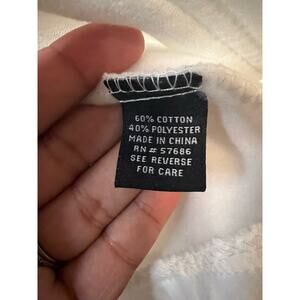 60% COTTON
40% POLYESTER
MADE IN CHINA
RN # 57686
SEE REVERSE
FOR CARE